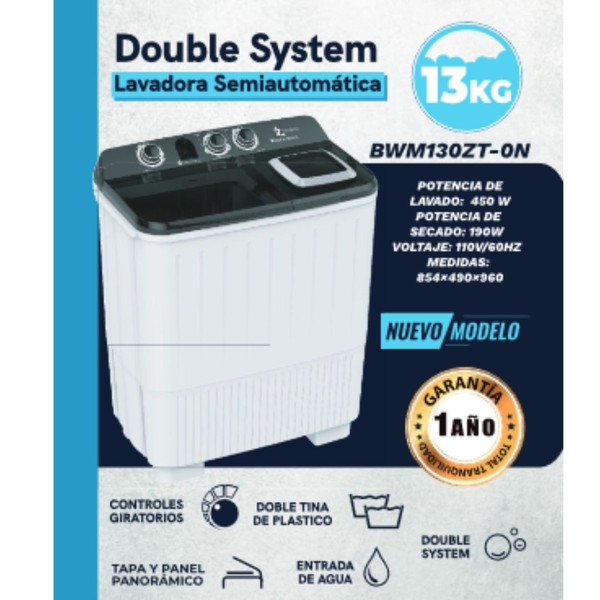 Double System
Lavadora Semiautomática
13KG
BWM130ZT-0N
POTENCIA DE
LAVADO: 450 W
POTENCIA DE
SECADO: 190W
VOLTAJE: 110V/60HZ
MEDIDAS:
854×490×960
NUEVO MODELO
GARANTÍA
1 AÑO
TOTAL TRANQUILIDAD
CONTROLES
GIRATORIOS
DOBLE TINA
DE PLASTICO
DOUBLE
SYSTEM
TAPA Y PANEL
PANORÁMICO
ENTRADA
DE AGUA